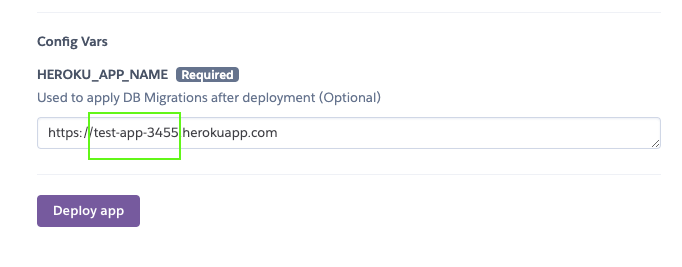 Config Vars
HEROKU_APP_NAME Required
Used to apply DB Migrations after deployment (Optional)
https://test-app-3455.herokuapp.com
Deploy app